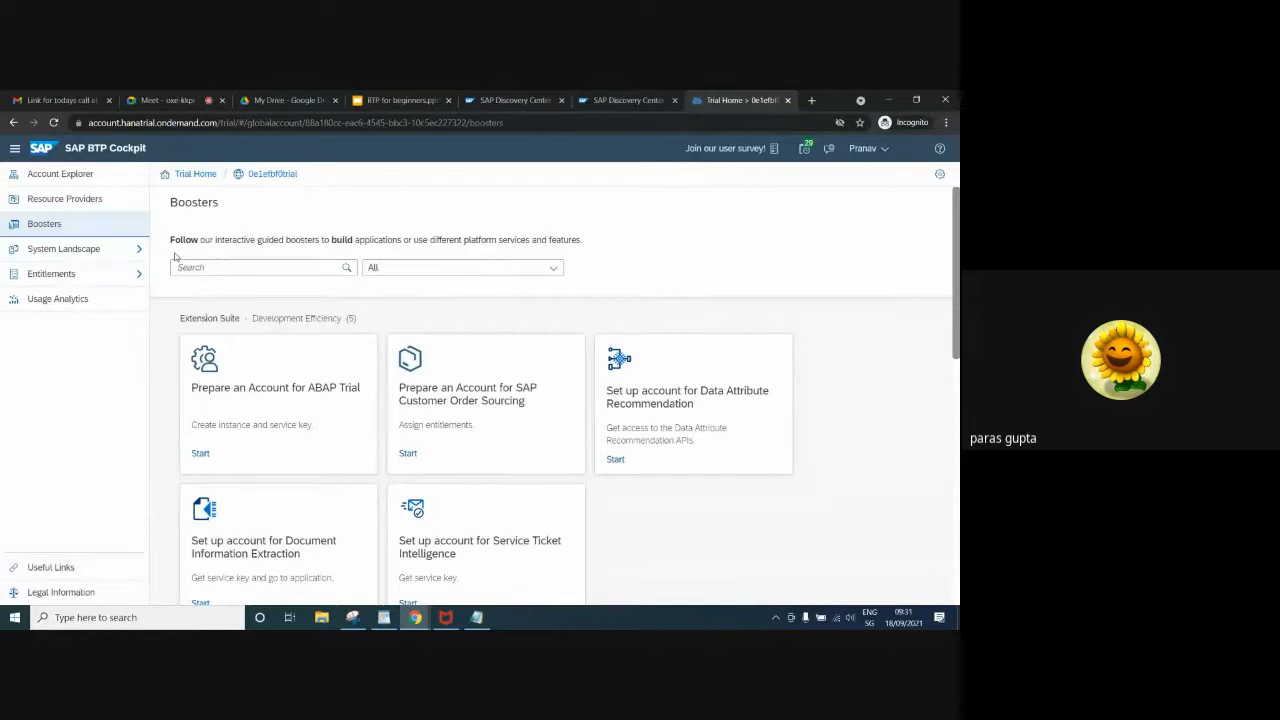 Link for todays call at
Meet – oxe-kkp
My Drive - Google D
BTP for beginners.pp
SAP Discovery Center
SAP Discovery Cent
Trial Home > 0e1efbf
account.hanatrial.ondemand.com/trial/#/globalaccount/88a180cc-eac6-4545-bbc3-10c5ec227322/boosters
Incognito
SAP
SAP BTP Cockpit
Join our user survey!
29
Pranav
Account Explorer
Resource Providers
Boosters
System Landscape
Entitlements
Usage Analytics
Useful Links
Legal Information
Trial Home / 0e1efbf0trial
Boosters
Follow our interactive guided boosters to build applications or use different platform services and features.
Search
All
Extension Suite - Development Efficiency (5)
Prepare an Account for ABAP Trial
Create instance and service key.
Start
Prepare an Account for SAP
Customer Order Sourcing
Assign entitlements.
Start
Set up account for Data Attribute
Recommendation
Get access to the Data Attribute
Recommendation APIs.
Start
Set up account for Document
Information Extraction
Get service key and go to application.
Start
Set up account for Service Ticket
Intelligence
Get service key.
Start
paras gupta
Type here to search
ENG
SG
09:31
18/09/2021